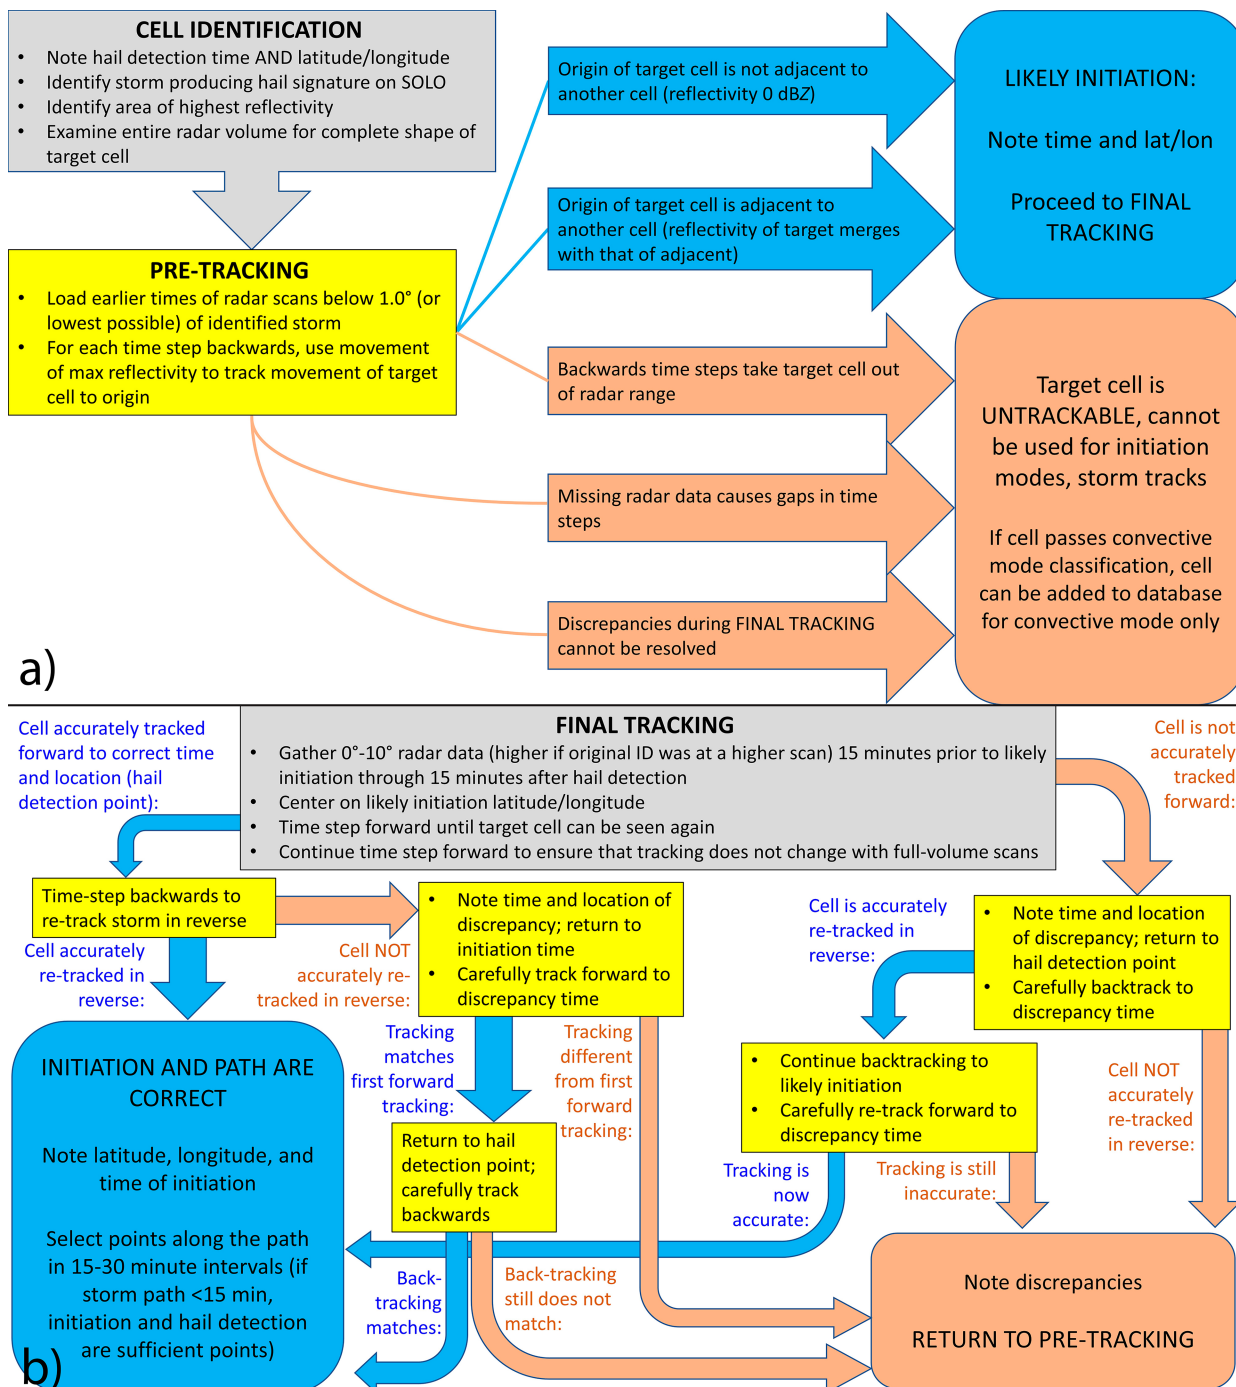 CELL IDENTIFICATION
• Note hail detection time AND latitude/longitude
• Identify storm producing hail signature on SOLO
• Identify area of highest reflectivity
• Examine entire radar volume for complete shape of
target cell
PRE-TRACKING
• Load earlier times of radar scans below 1.0° (or
lowest possible) of identified storm
• For each time step backwards, use movement
of max reflectivity to track movement of target
cell to origin
Origin of target cell is not adjacent to
another cell (reflectivity 0 dBZ)
Origin of target cell is adjacent to
another cell (reflectivity of target merges
with that of adjacent)
Backwards time steps take target cell out
of radar range
Missing radar data causes gaps in time
steps
Discrepancies during FINAL TRACKING
cannot be resolved
LIKELY INITIATION:
Note time and lat/lon
Proceed to FINAL
TRACKING
Target cell is
UNTRACKABLE, cannot
be used for initiation
modes, storm tracks
If cell passes convective
mode classification, cell
can be added to database
for convective mode only
a)
Cell accurately tracked
forward to correct time
and location (hail
detection point):
FINAL TRACKING
• Gather 0°-10° radar data (higher if original ID was at a higher scan) 15 minutes prior to likely
initiation through 15 minutes after hail detection
• Center on likely initiation latitude/longitude
• Time step forward until target cell can be seen again
• Continue time step forward to ensure that tracking does not change with full-volume scans
Cell is not
accurately
tracked
forward:
Time-step backwards to
re-track storm in reverse
Cell accurately
re-tracked in
reverse:
Cell NOT
accurately re-
tracked in reverse:
• Note time and location of
discrepancy; return to
initiation time
• Carefully track forward to
discrepancy time
Cell is accurately
re-tracked in
reverse:
• Note time and location
of discrepancy; return to
hail detection point
• Carefully backtrack to
discrepancy time
INITIATION AND PATH ARE
CORRECT
Note latitude, longitude, and
time of initiation
Select points along the path
in 15-30 minute intervals (if
storm path <15 min,
initiation and hail detection
are sufficient points)
Tracking
matches
first forward
tracking:
Tracking
different
from first
forward
tracking:
• Continue backtracking to
likely initiation
• Carefully re-track forward to
discrepancy time
Cell NOT
accurately
re-tracked
in reverse:
Return to hail
detection point;
carefully track
backwards
Tracking is
now
accurate:
Tracking is still
inaccurate:
Back-
tracking
matches:
Back-tracking
still does not
match:
Note discrepancies
RETURN TO PRE-TRACKING
b)